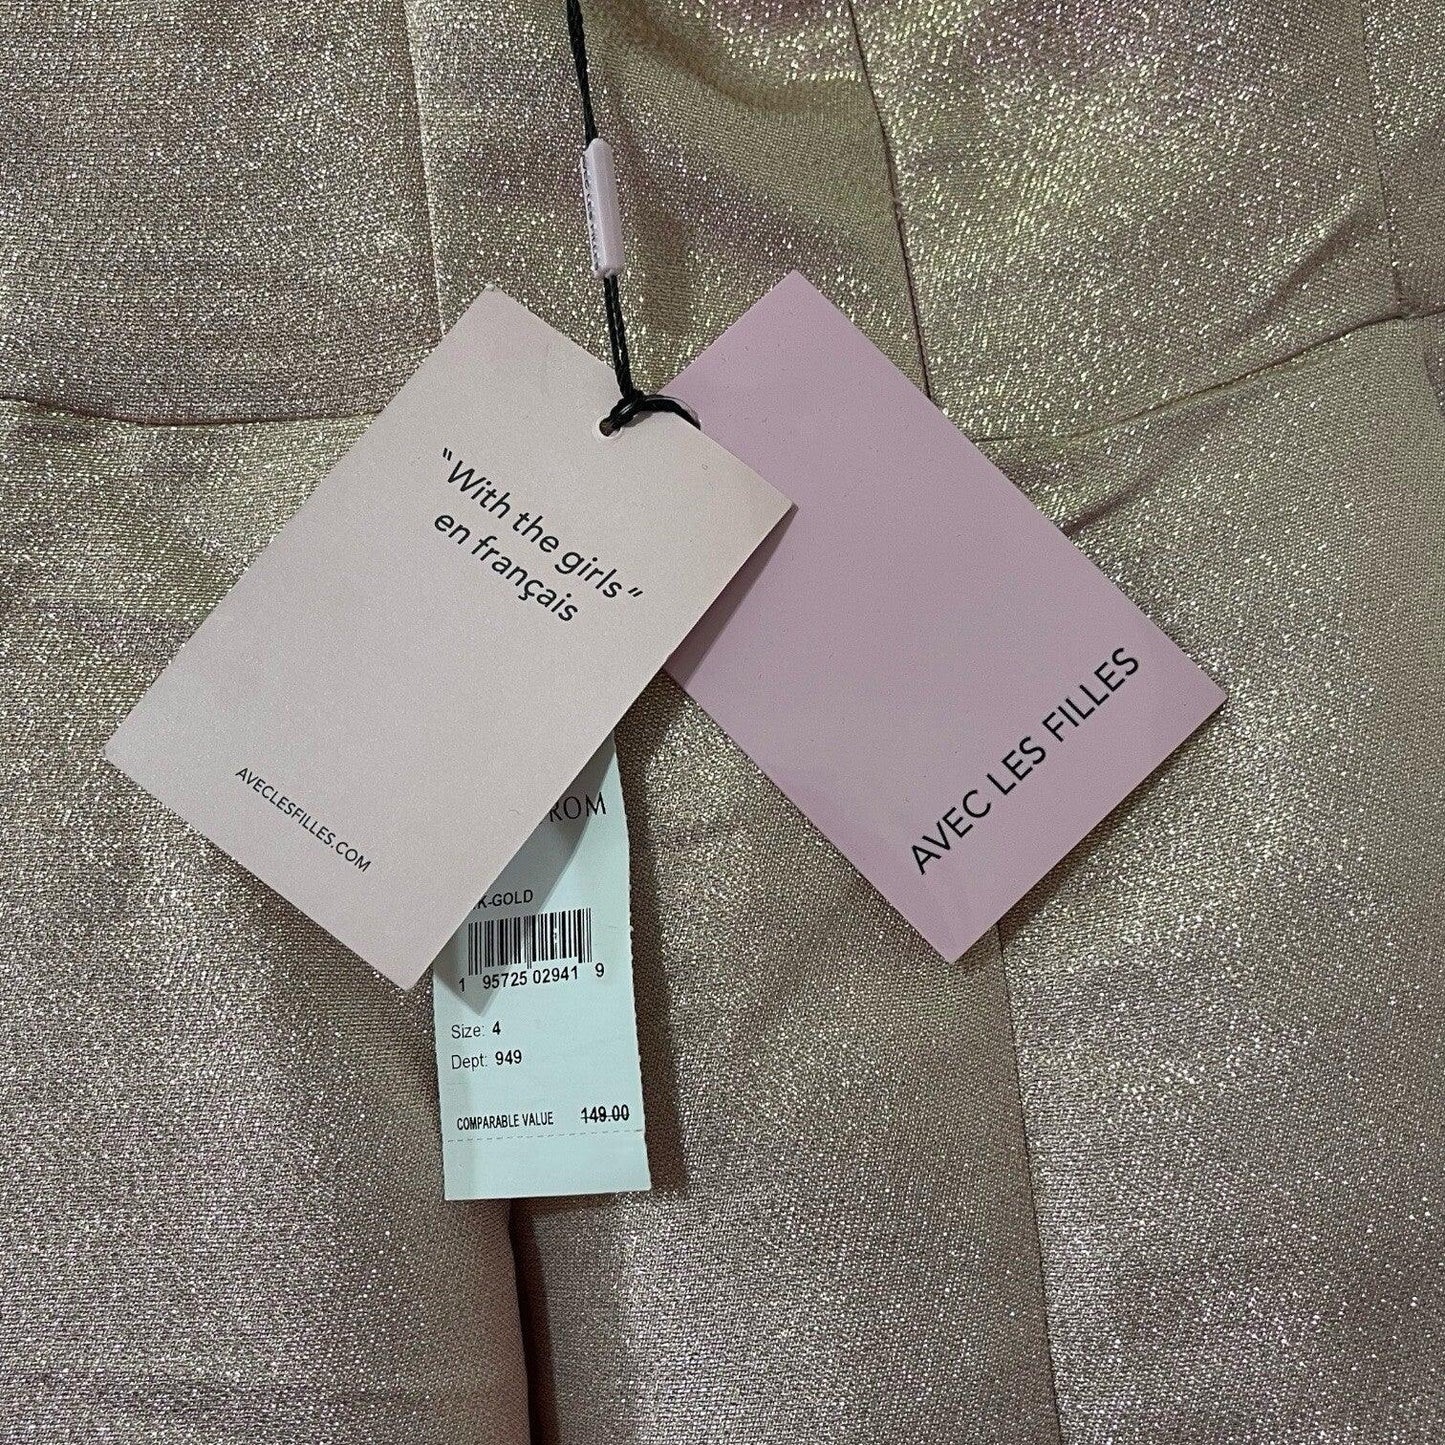 "With the girls"
en français
AVECLESFILLES.COM
AVEC LES FILLES
K-GOLD
1 95725 02941 9
Size: 4
Dept: 949
COMPARABLE VALUE 149.00